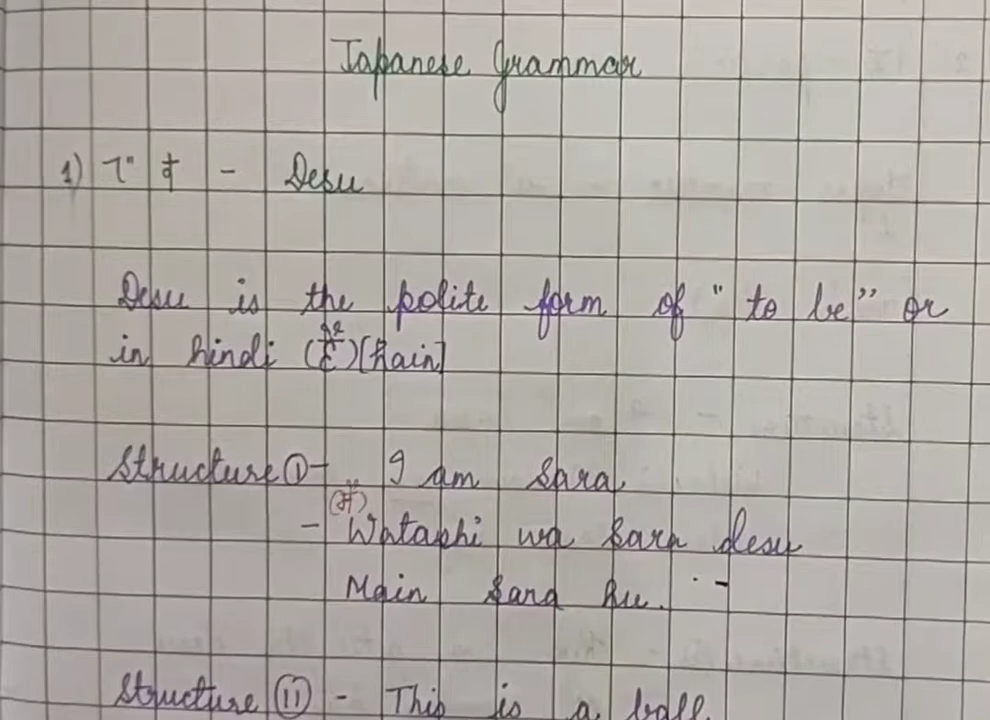 Japanese Grammar
1) です - Desu
Desu is the polite form of "to be" or
in hindi (है) [hain]
Structure ① - I am Sara
(मैं)
- Watashi wa Sara desu
Main Sara hu.
Structure ⑪ - This is a ball